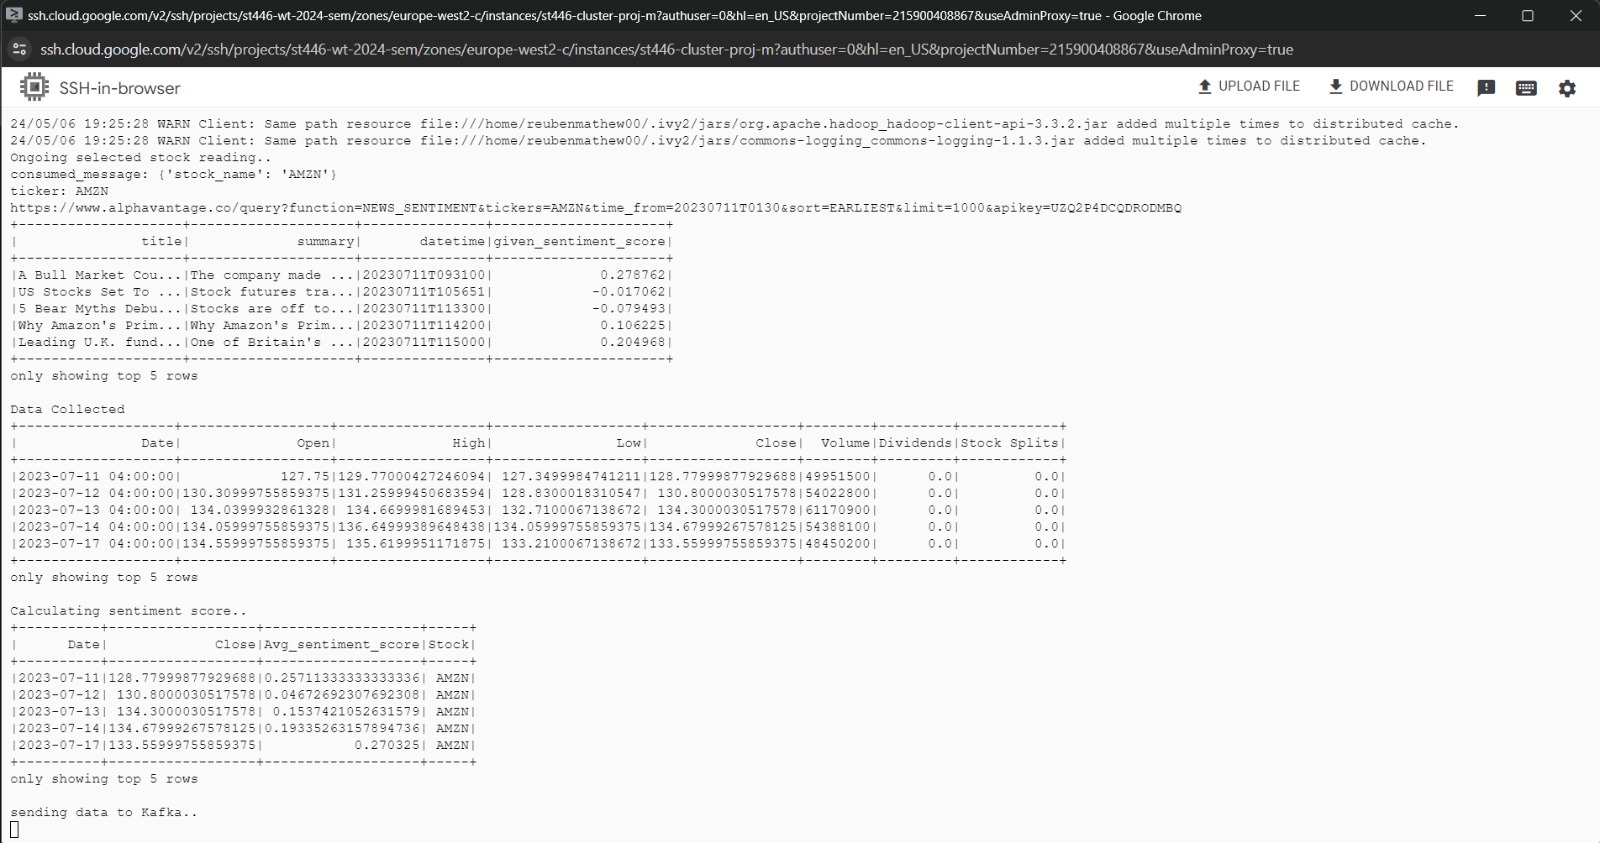 ssh.cloud.google.com/v2/ssh/projects/st446-wt-2024-sem/zones/europe-west2-c/instances/st446-cluster-proj-m?authuser=0&hl=en_US&projectNumber=215900408867&useAdminProxy=true - Google Chrome
ssh.cloud.google.com/v2/ssh/projects/st446-wt-2024-sem/zones/europe-west2-c/instances/st446-cluster-proj-m?authuser=0&hl=en_US&projectNumber=215900408867&useAdminProxy=true
SSH-in-browser UPLOAD FILE DOWNLOAD FILE
24/05/06 19:25:28 WARN Client: Same path resource file:///home/reubenmathew00/.ivy2/jars/org.apache.hadoop_hadoop-client-api-3.3.2.jar added multiple times to distributed cache.
24/05/06 19:25:28 WARN Client: Same path resource file:///home/reubenmathew00/.ivy2/jars/commons-logging_commons-logging-1.1.3.jar added multiple times to distributed cache.
Ongoing selected stock reading..
consumed_message: {'stock_name': 'AMZN'}
ticker: AMZN
https://www.alphavantage.co/query?function=NEWS_SENTIMENT&tickers=AMZN&time_from=20230711T0130&sort=EARLIEST&limit=1000&apikey=UZQ2P4DCQDRODMBQ
+--------------------+--------------------+---------------+---------------------+
|               title|             summary|       datetime|given_sentiment_score|
+--------------------+--------------------+---------------+---------------------+
|A Bull Market Cou...|The company made ...|20230711T093100|             0.278762|
|US Stocks Set To ...|Stock futures tra...|20230711T105651|            -0.017062|
|5 Bear Myths Debu...|Stocks are off to...|20230711T113300|            -0.079493|
|Why Amazon's Prim...|Why Amazon's Prim...|20230711T114200|             0.106225|
|Leading U.K. fund...|One of Britain's ...|20230711T115000|             0.204968|
+--------------------+--------------------+---------------+---------------------+
only showing top 5 rows
Data Collected
+-------------------+------------------+------------------+------------------+------------------+--------+---------+------------+
|               Date|              Open|              High|               Low|             Close|  Volume|Dividends|Stock Splits|
+-------------------+------------------+------------------+------------------+------------------+--------+---------+------------+
|2023-07-11 04:00:00|            127.75|129.77000427246094| 127.3499984741211|128.77999877929688|49951500|      0.0|         0.0|
|2023-07-12 04:00:00|130.30999755859375|131.25999450683594| 128.8300018310547| 130.8000030517578|54022800|      0.0|         0.0|
|2023-07-13 04:00:00| 134.0399932861328| 134.6699981689453| 132.7100067138672| 134.3000030517578|61170900|      0.0|         0.0|
|2023-07-14 04:00:00|134.05999755859375|136.64999389648438|134.05999755859375|134.67999267578125|54388100|      0.0|         0.0|
|2023-07-17 04:00:00|134.55999755859375| 135.6199951171875| 133.2100067138672|133.55999755859375|48450200|      0.0|         0.0|
+-------------------+------------------+------------------+------------------+------------------+--------+---------+------------+
only showing top 5 rows
Calculating sentiment score..
+----------+------------------+-------------------+-----+
|      Date|             Close|Avg_sentiment_score|Stock|
+----------+------------------+-------------------+-----+
|2023-07-11|128.77999877929688|0.25711333333333336| AMZN|
|2023-07-12| 130.8000030517578|0.04672692307692308| AMZN|
|2023-07-13| 134.3000030517578| 0.1537421052631579| AMZN|
|2023-07-14|134.67999267578125|0.19335263157894736| AMZN|
|2023-07-17|133.55999755859375|           0.270325| AMZN|
+----------+------------------+-------------------+-----+
only showing top 5 rows
sending data to Kafka..